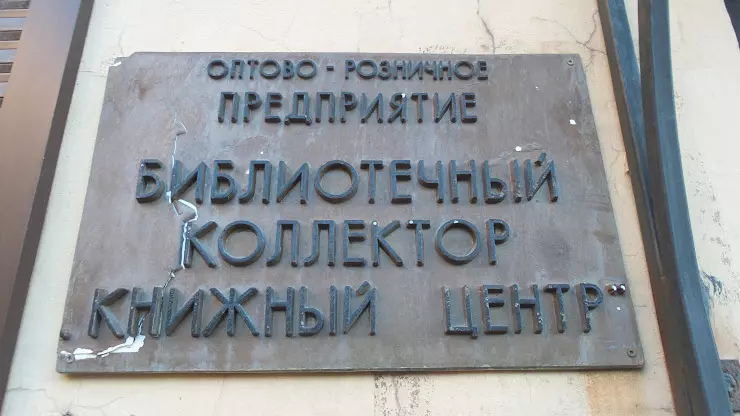 ОПТОВО - РОЗНИЧНОЕ
ПРЕДПРИЯТИЕ
БИБЛИОТЕЧНЫЙ
КОЛЛЕКТОР
"КНИЖНЫЙ ЦЕНТР"